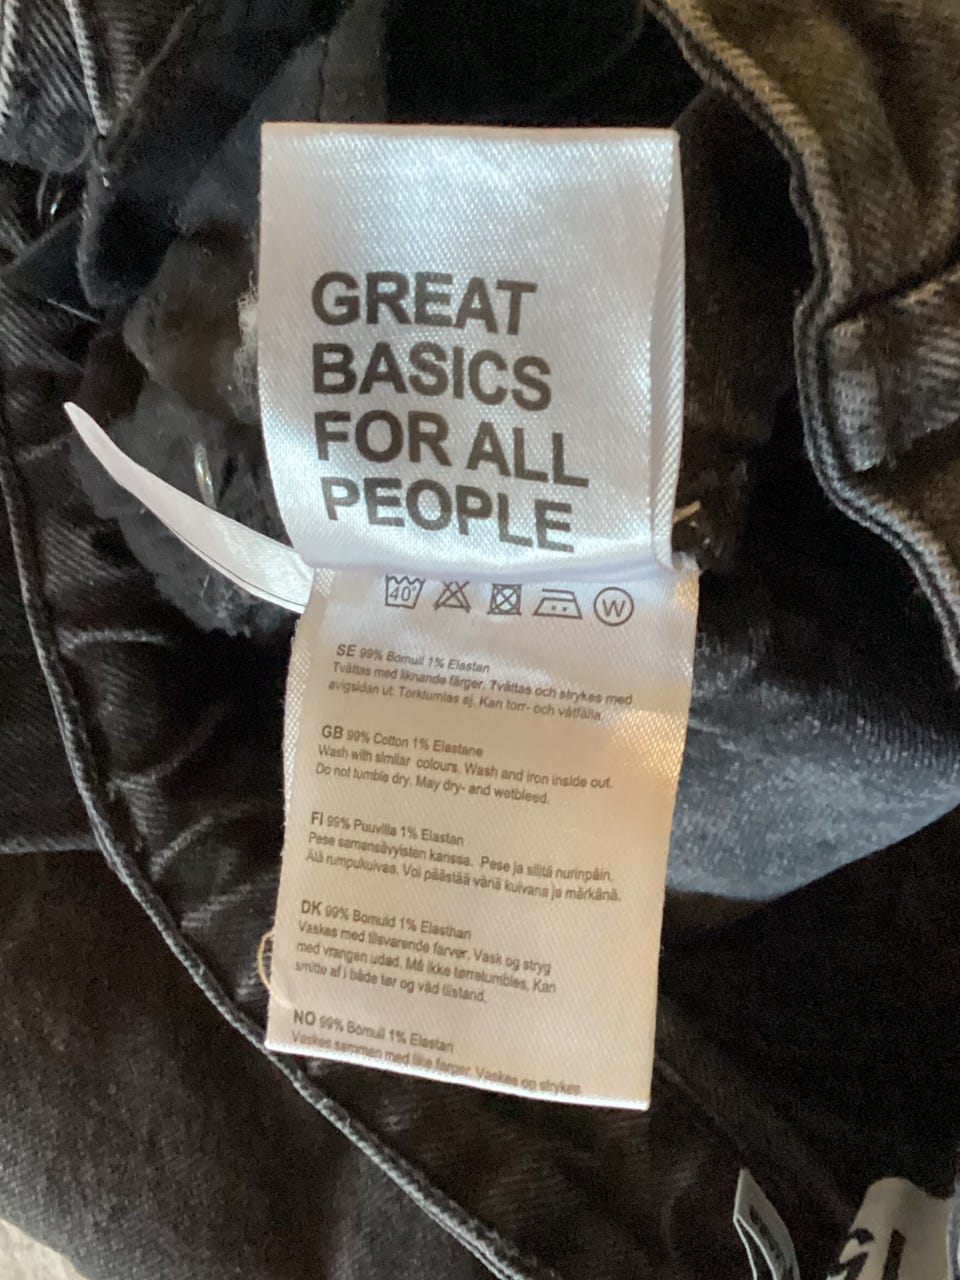 GREAT
BASICS
FOR ALL
PEOPLE
40° W
SE 99% Bomull 1% Elastan
Tvättas med liknande färger. Tvättas och strykes med
avigsidan ut. Torktumlas ej. Kan torr- och våtfälla.
GB 99% Cotton 1% Elastane
Wash with similar colours. Wash and iron inside out.
Do not tumble dry. May dry- and wetbleed.
FI 99% Puuvilla 1% Elastan
Pese samansävyisten kanssa. Pese ja silitä nurinpäin.
Älä rumpukuivaa. Voi päästää väriä kuivana ja märkänä.
DK 99% Bomuld 1% Elasthan
Vaskes med tilsvarende farver. Vask og stryg
med vrangen udad. Må ikke tørretumbles. Kan
smitte af i både tør og våd tilstand.
NO 99% Bomull 1% Elastan
Vaskes sammen med like farger. Vaskes og strykes